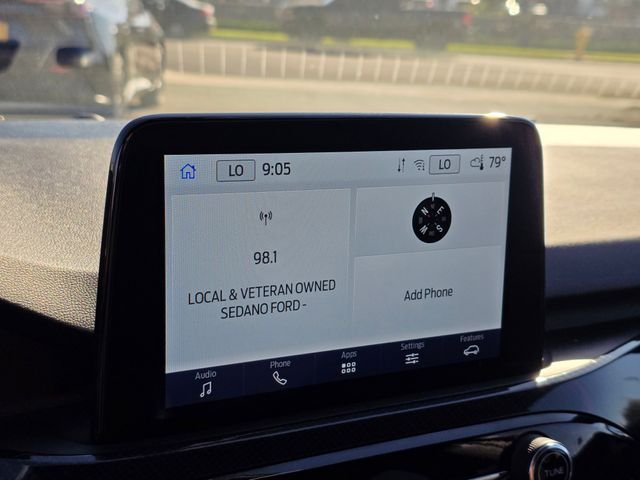 LO 9:05 LO 79°
98.1
LOCAL & VETERAN OWNED
SEDANO FORD -
N E S W
Add Phone
Audio Phone Apps Settings Features
TUNE